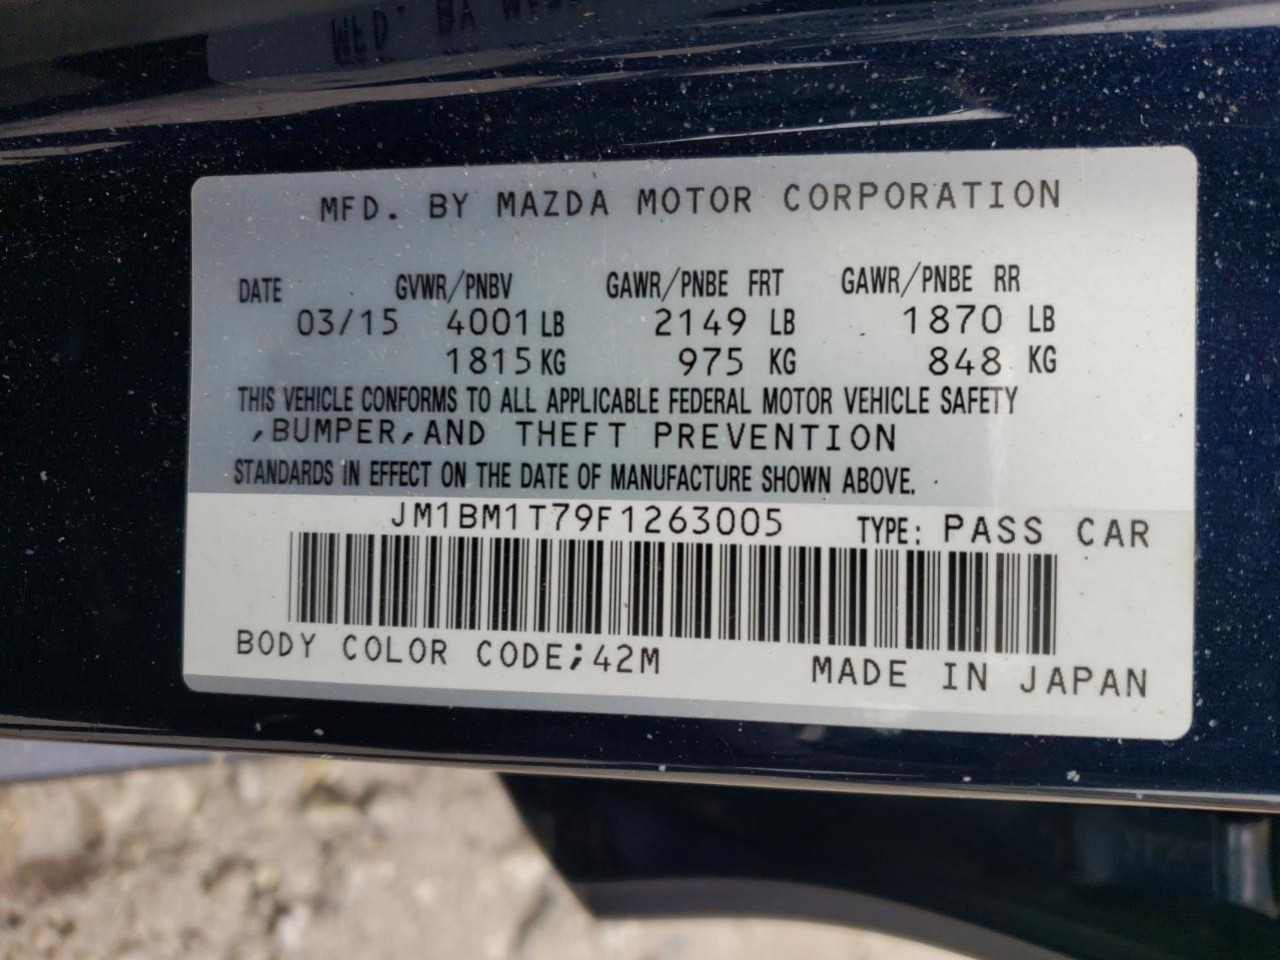 MFD. BY MAZDA MOTOR CORPORATION
DATE GVWR/PNBV GAWR/PNBE FRT GAWR/PNBE RR
03/15 4001 LB 2149 LB 1870 LB
1815 KG 975 KG 848 KG
THIS VEHICLE CONFORMS TO ALL APPLICABLE FEDERAL MOTOR VEHICLE SAFETY
,BUMPER,AND THEFT PREVENTION
STANDARDS IN EFFECT ON THE DATE OF MANUFACTURE SHOWN ABOVE.
JM1BM1T79F1263005 TYPE: PASS CAR
BODY COLOR CODE;42M MADE IN JAPAN